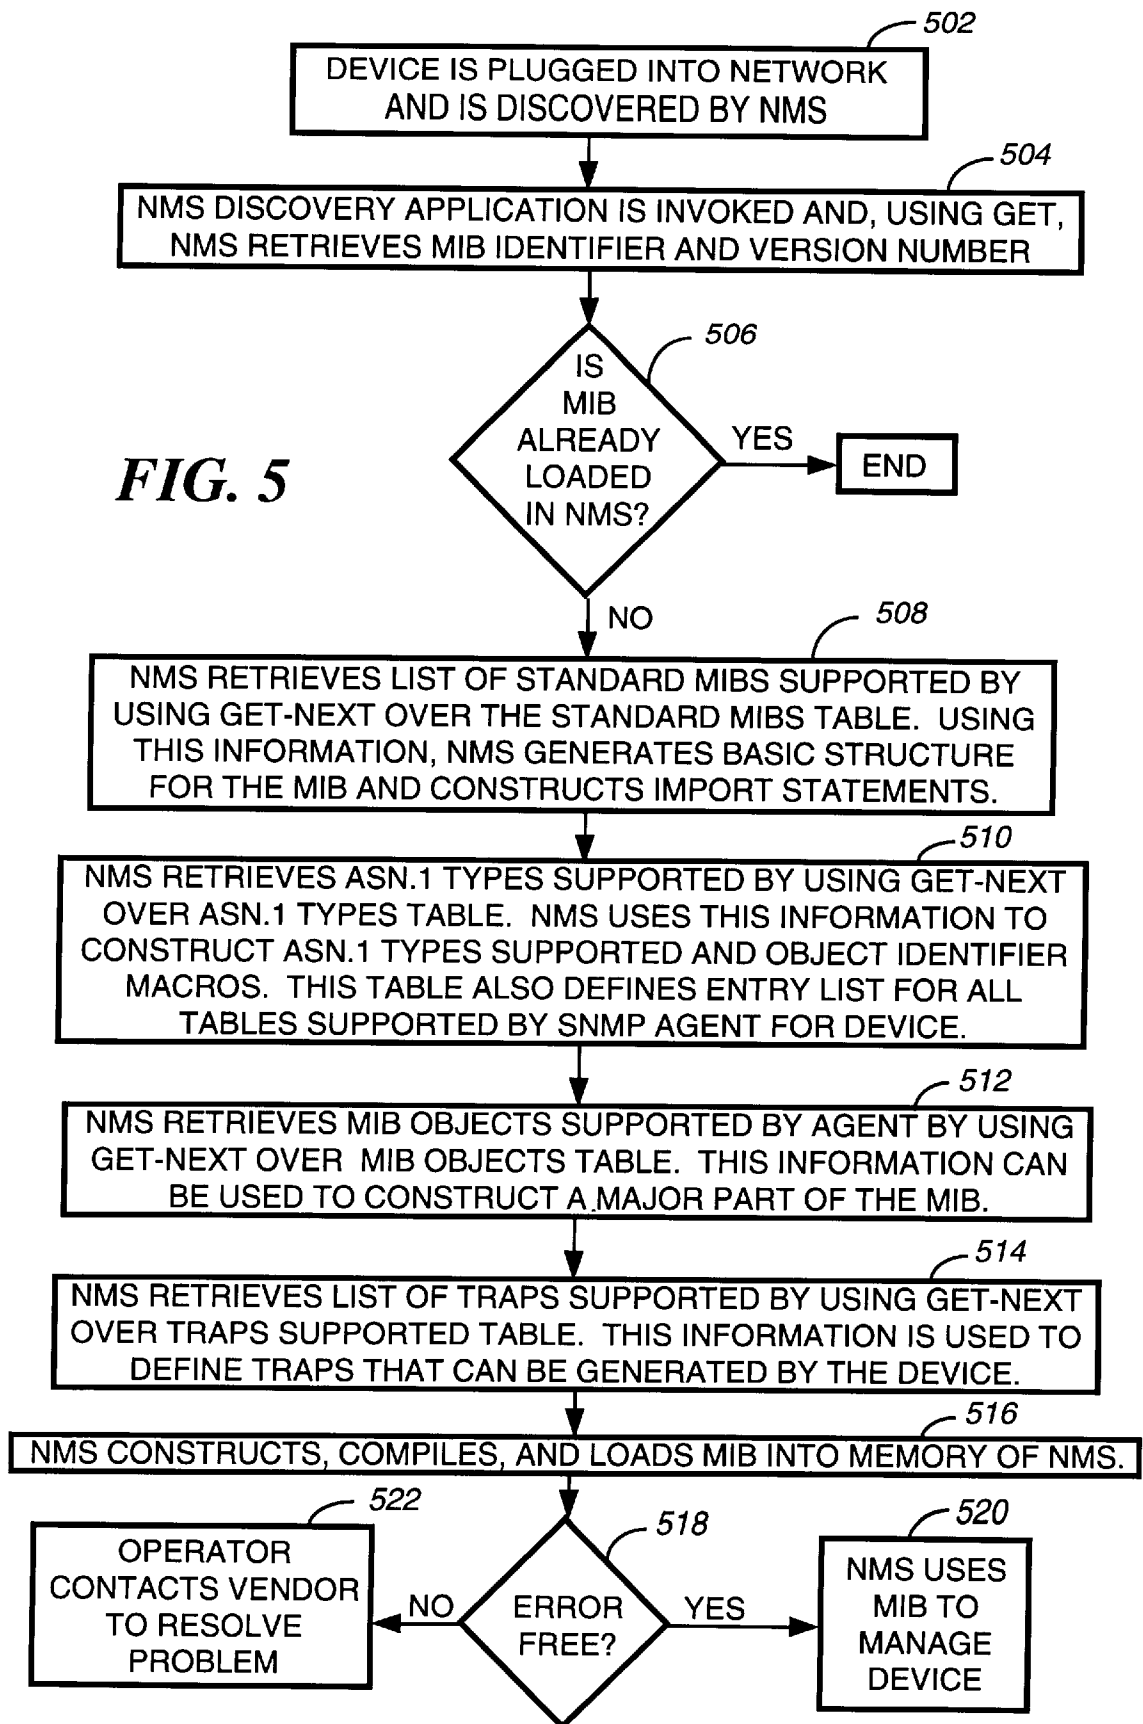 502
DEVICE IS PLUGGED INTO NETWORK
AND IS DISCOVERED BY NMS
504
NMS DISCOVERY APPLICATION IS INVOKED AND, USING GET,
NMS RETRIEVES MIB IDENTIFIER AND VERSION NUMBER
506
IS
MIB
ALREADY
LOADED
IN NMS?
YES
END
FIG. 5
NO
508
NMS RETRIEVES LIST OF STANDARD MIBS SUPPORTED BY
USING GET-NEXT OVER THE STANDARD MIBS TABLE. USING
THIS INFORMATION, NMS GENERATES BASIC STRUCTURE
FOR THE MIB AND CONSTRUCTS IMPORT STATEMENTS.
510
NMS RETRIEVES ASN.1 TYPES SUPPORTED BY USING GET-NEXT
OVER ASN.1 TYPES TABLE. NMS USES THIS INFORMATION TO
CONSTRUCT ASN.1 TYPES SUPPORTED AND OBJECT IDENTIFIER
MACROS. THIS TABLE ALSO DEFINES ENTRY LIST FOR ALL
TABLES SUPPORTED BY SNMP AGENT FOR DEVICE.
512
NMS RETRIEVES MIB OBJECTS SUPPORTED BY AGENT BY USING
GET-NEXT OVER MIB OBJECTS TABLE. THIS INFORMATION CAN
BE USED TO CONSTRUCT A MAJOR PART OF THE MIB.
514
NMS RETRIEVES LIST OF TRAPS SUPPORTED BY USING GET-NEXT
OVER TRAPS SUPPORTED TABLE. THIS INFORMATION IS USED TO
DEFINE TRAPS THAT CAN BE GENERATED BY THE DEVICE.
516
NMS CONSTRUCTS, COMPILES, AND LOADS MIB INTO MEMORY OF NMS.
522
OPERATOR
CONTACTS VENDOR
TO RESOLVE
PROBLEM
NO
518
ERROR
FREE?
YES
520
NMS USES
MIB TO
MANAGE
DEVICE